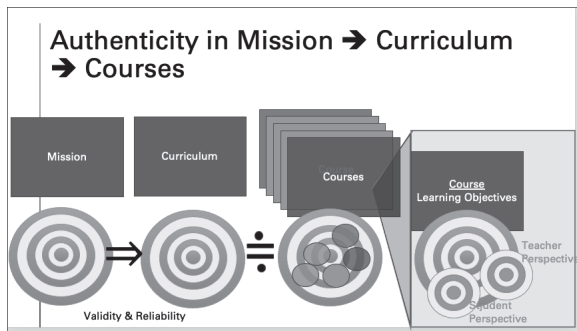 Authenticity in Mission ➔ Curriculum
➔ Courses
Mission
Curriculum
Courses
Course
Learning Objectives
Teacher
Perspective
Student
Perspective
Validity & Reliability